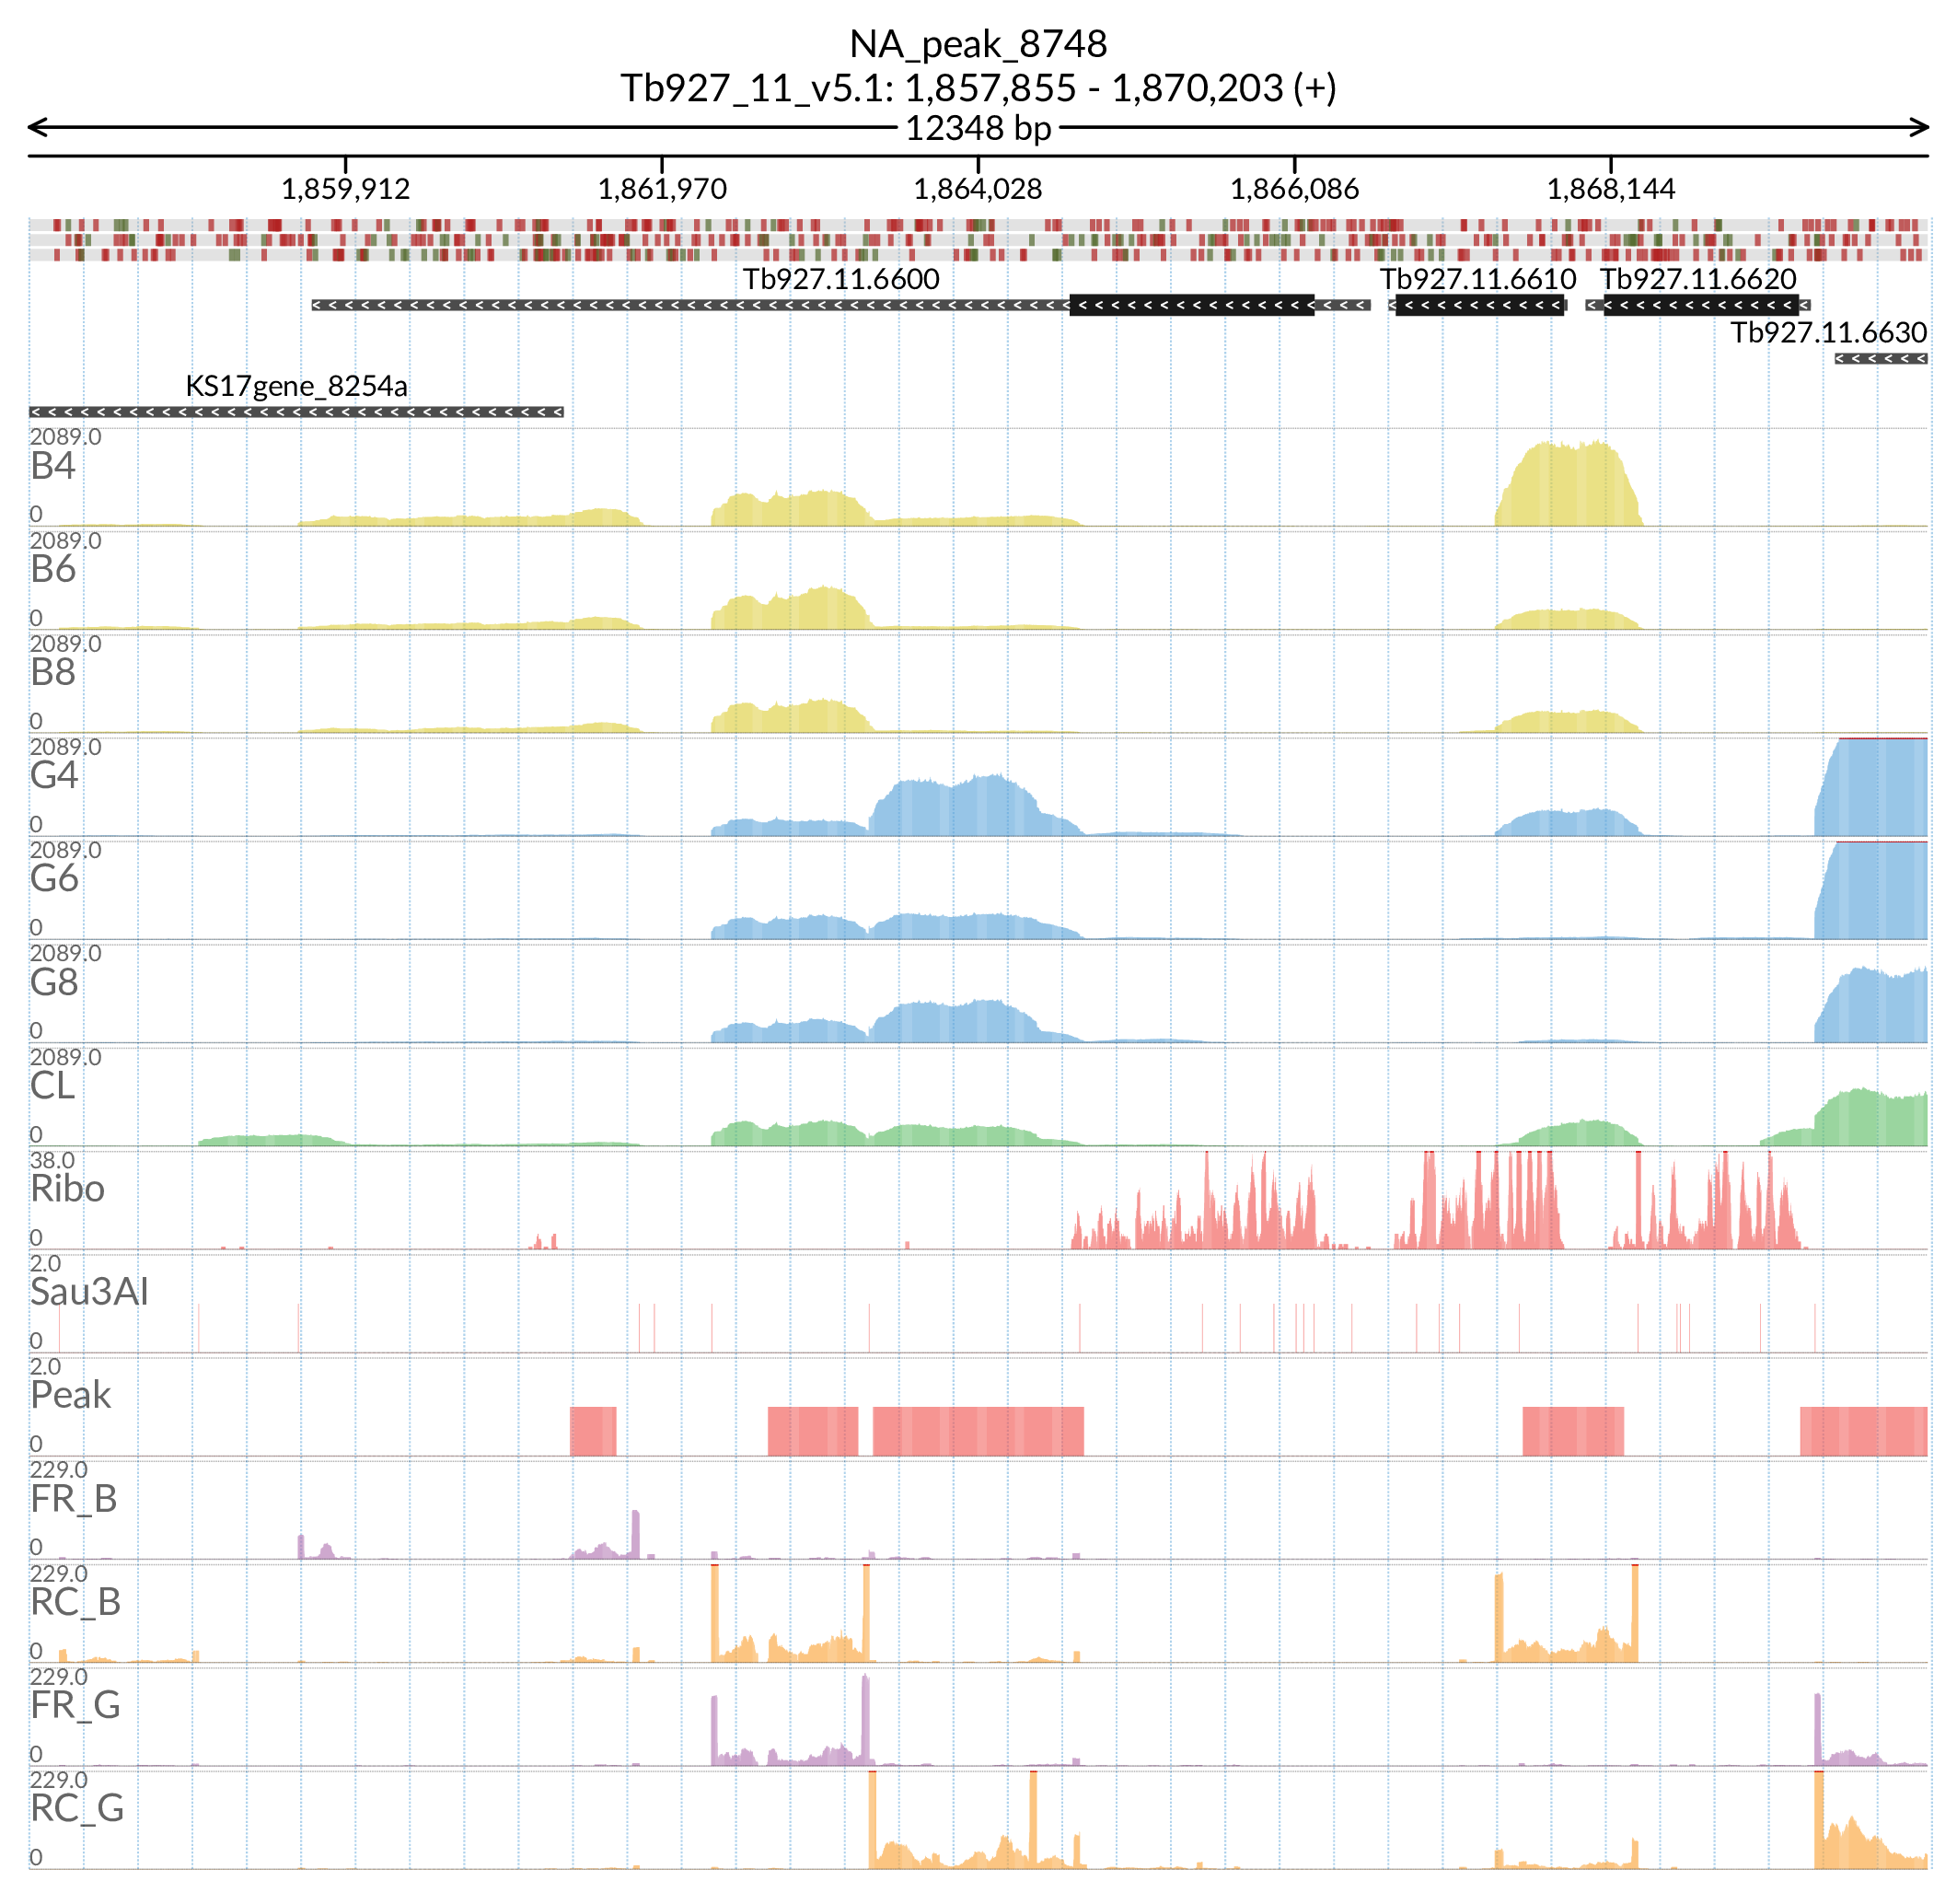 NA_peak_8748
Tb927_11_v5.1: 1,857,855 - 1,870,203 (+)
12348 bp
1,859,912 1,861,970 1,864,028 1,866,086 1,868,144
Tb927.11.6600 Tb927.11.6610 Tb927.11.6620
Tb927.11.6630
KS17gene_8254a
2089.0
B4
0
2089.0
B6
0
2089.0
B8
0
2089.0
G4
0
2089.0
G6
0
2089.0
G8
0
2089.0
CL
0
38.0
Ribo
0
2.0
Sau3AI
0
2.0
Peak
0
229.0
FR_B
0
229.0
RC_B
0
229.0
FR_G
0
229.0
RC_G
0